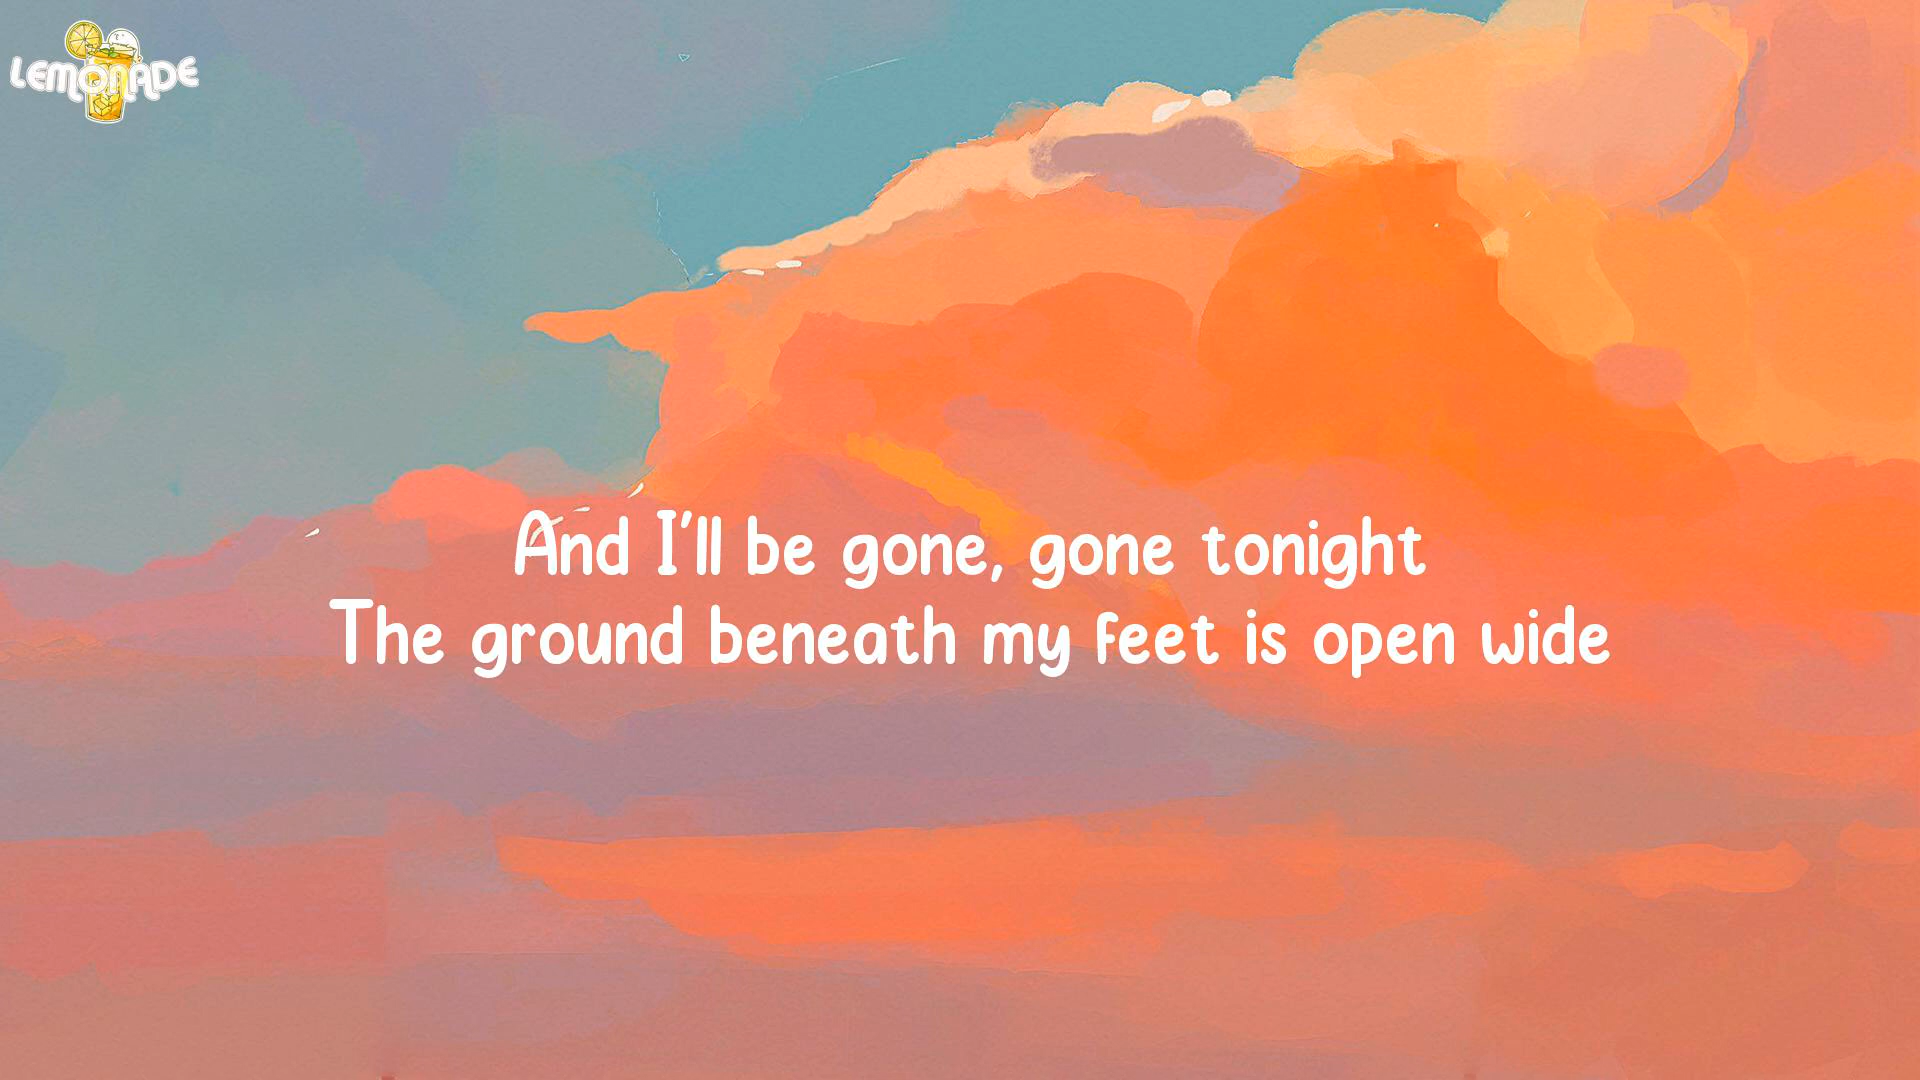 LEMONADE
And I'll be gone, gone tonight
The ground beneath my feet is open wide